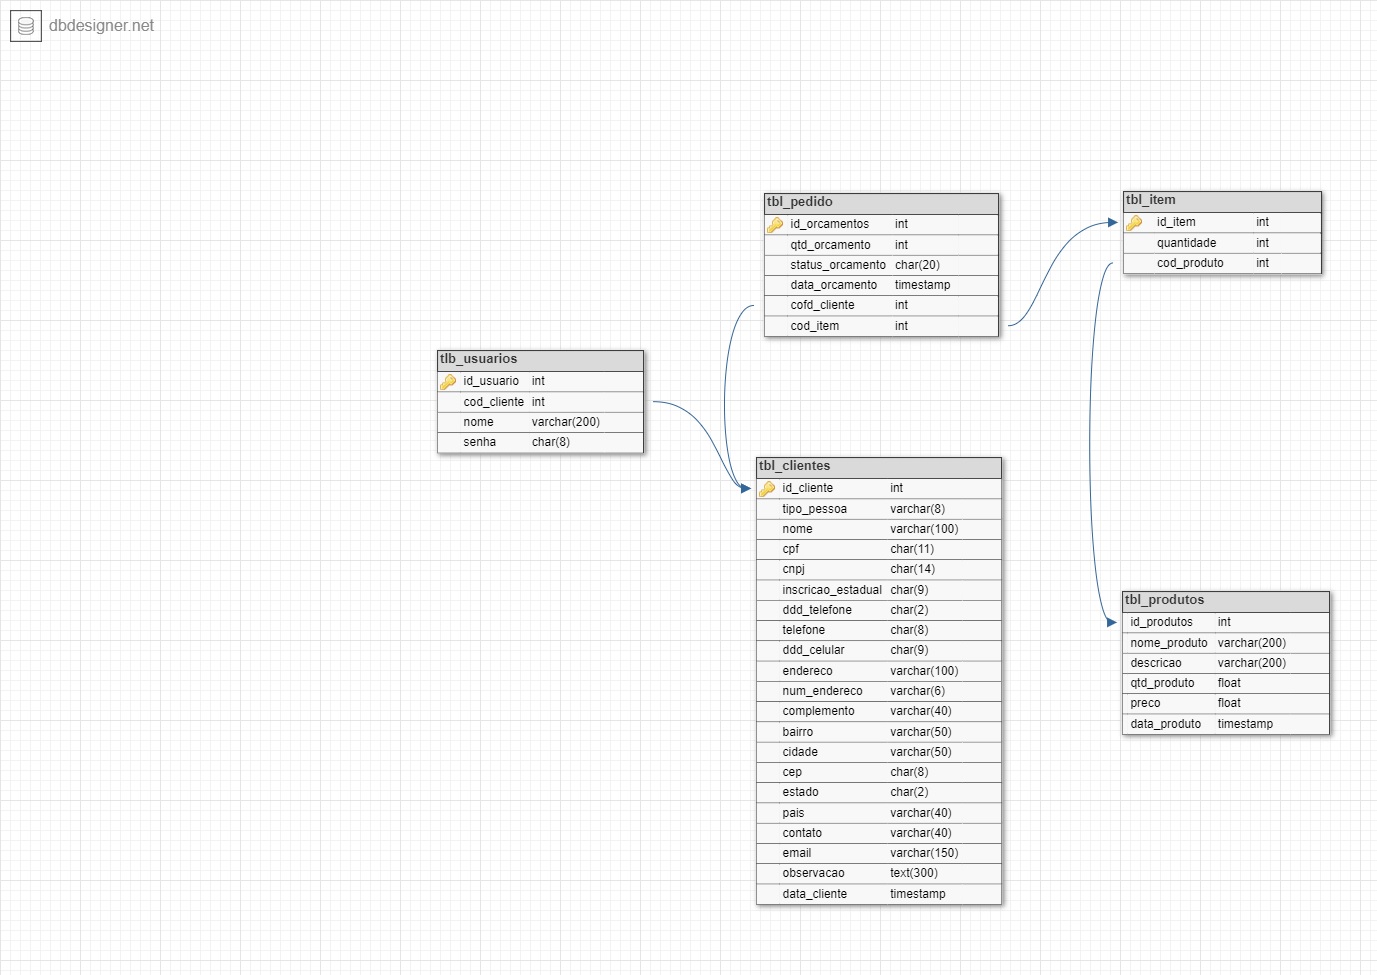 dbdesigner.net
tbl_pedido
id_orcamentos int
qtd_orcamento int
status_orcamento char(20)
data_orcamento timestamp
cofd_cliente int
cod_item int
tbl_item
id_item int
quantidade int
cod_produto int
tlb_usuarios
id_usuario int
cod_cliente int
nome varchar(200)
senha char(8)
tbl_clientes
id_cliente int
tipo_pessoa varchar(8)
nome varchar(100)
cpf char(11)
cnpj char(14)
inscricao_estadual char(9)
ddd_telefone char(2)
telefone char(8)
ddd_celular char(9)
endereco varchar(100)
num_endereco varchar(6)
complemento varchar(40)
bairro varchar(50)
cidade varchar(50)
cep char(8)
estado char(2)
pais varchar(40)
contato varchar(40)
email varchar(150)
observacao text(300)
data_cliente timestamp
tbl_produtos
id_produtos int
nome_produto varchar(200)
descricao varchar(200)
qtd_produto float
preco float
data_produto timestamp